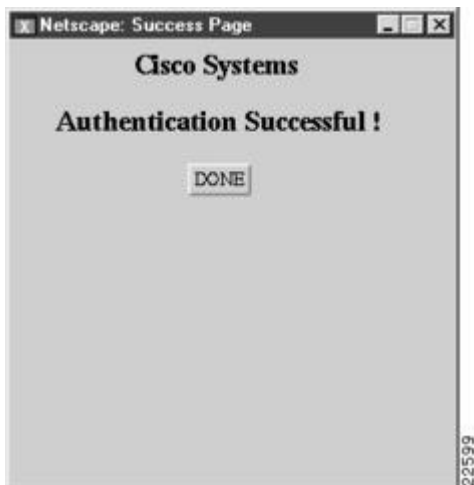 Netscape: Success Page
Cisco Systems
Authentication Successful !
DONE
22599